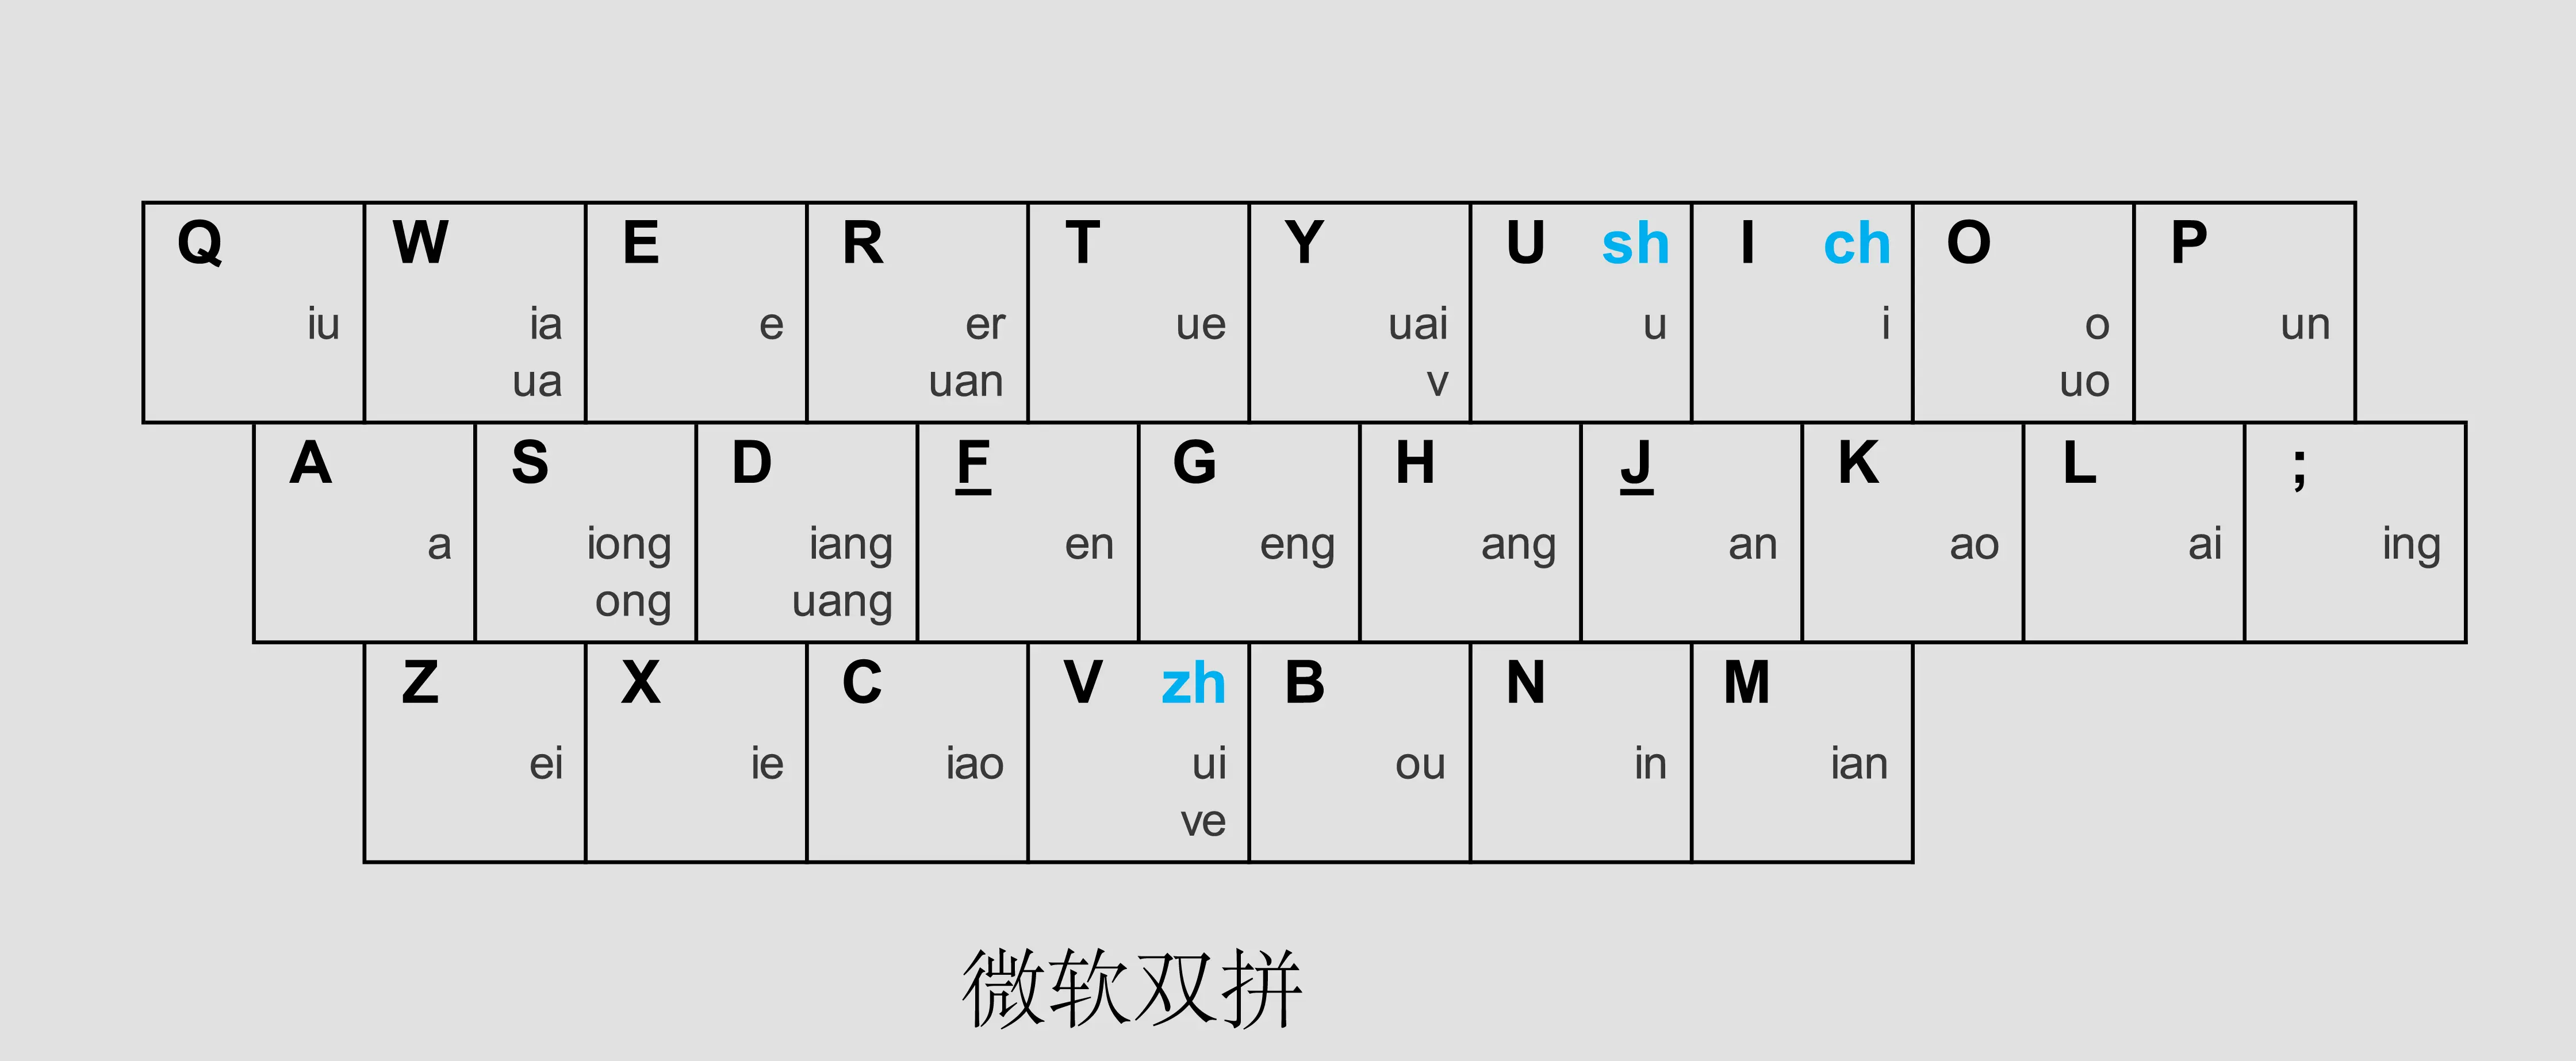 Q W E R T Y U sh I ch O P
iu ia e er ue uai u i o un
ua uan v uo
A S D F G H J K L ;
a iong iang en eng ang an ao ai ing
ong uang
Z X C V zh B N M
ei ie iao ui ou in ian
ve
微软双拼